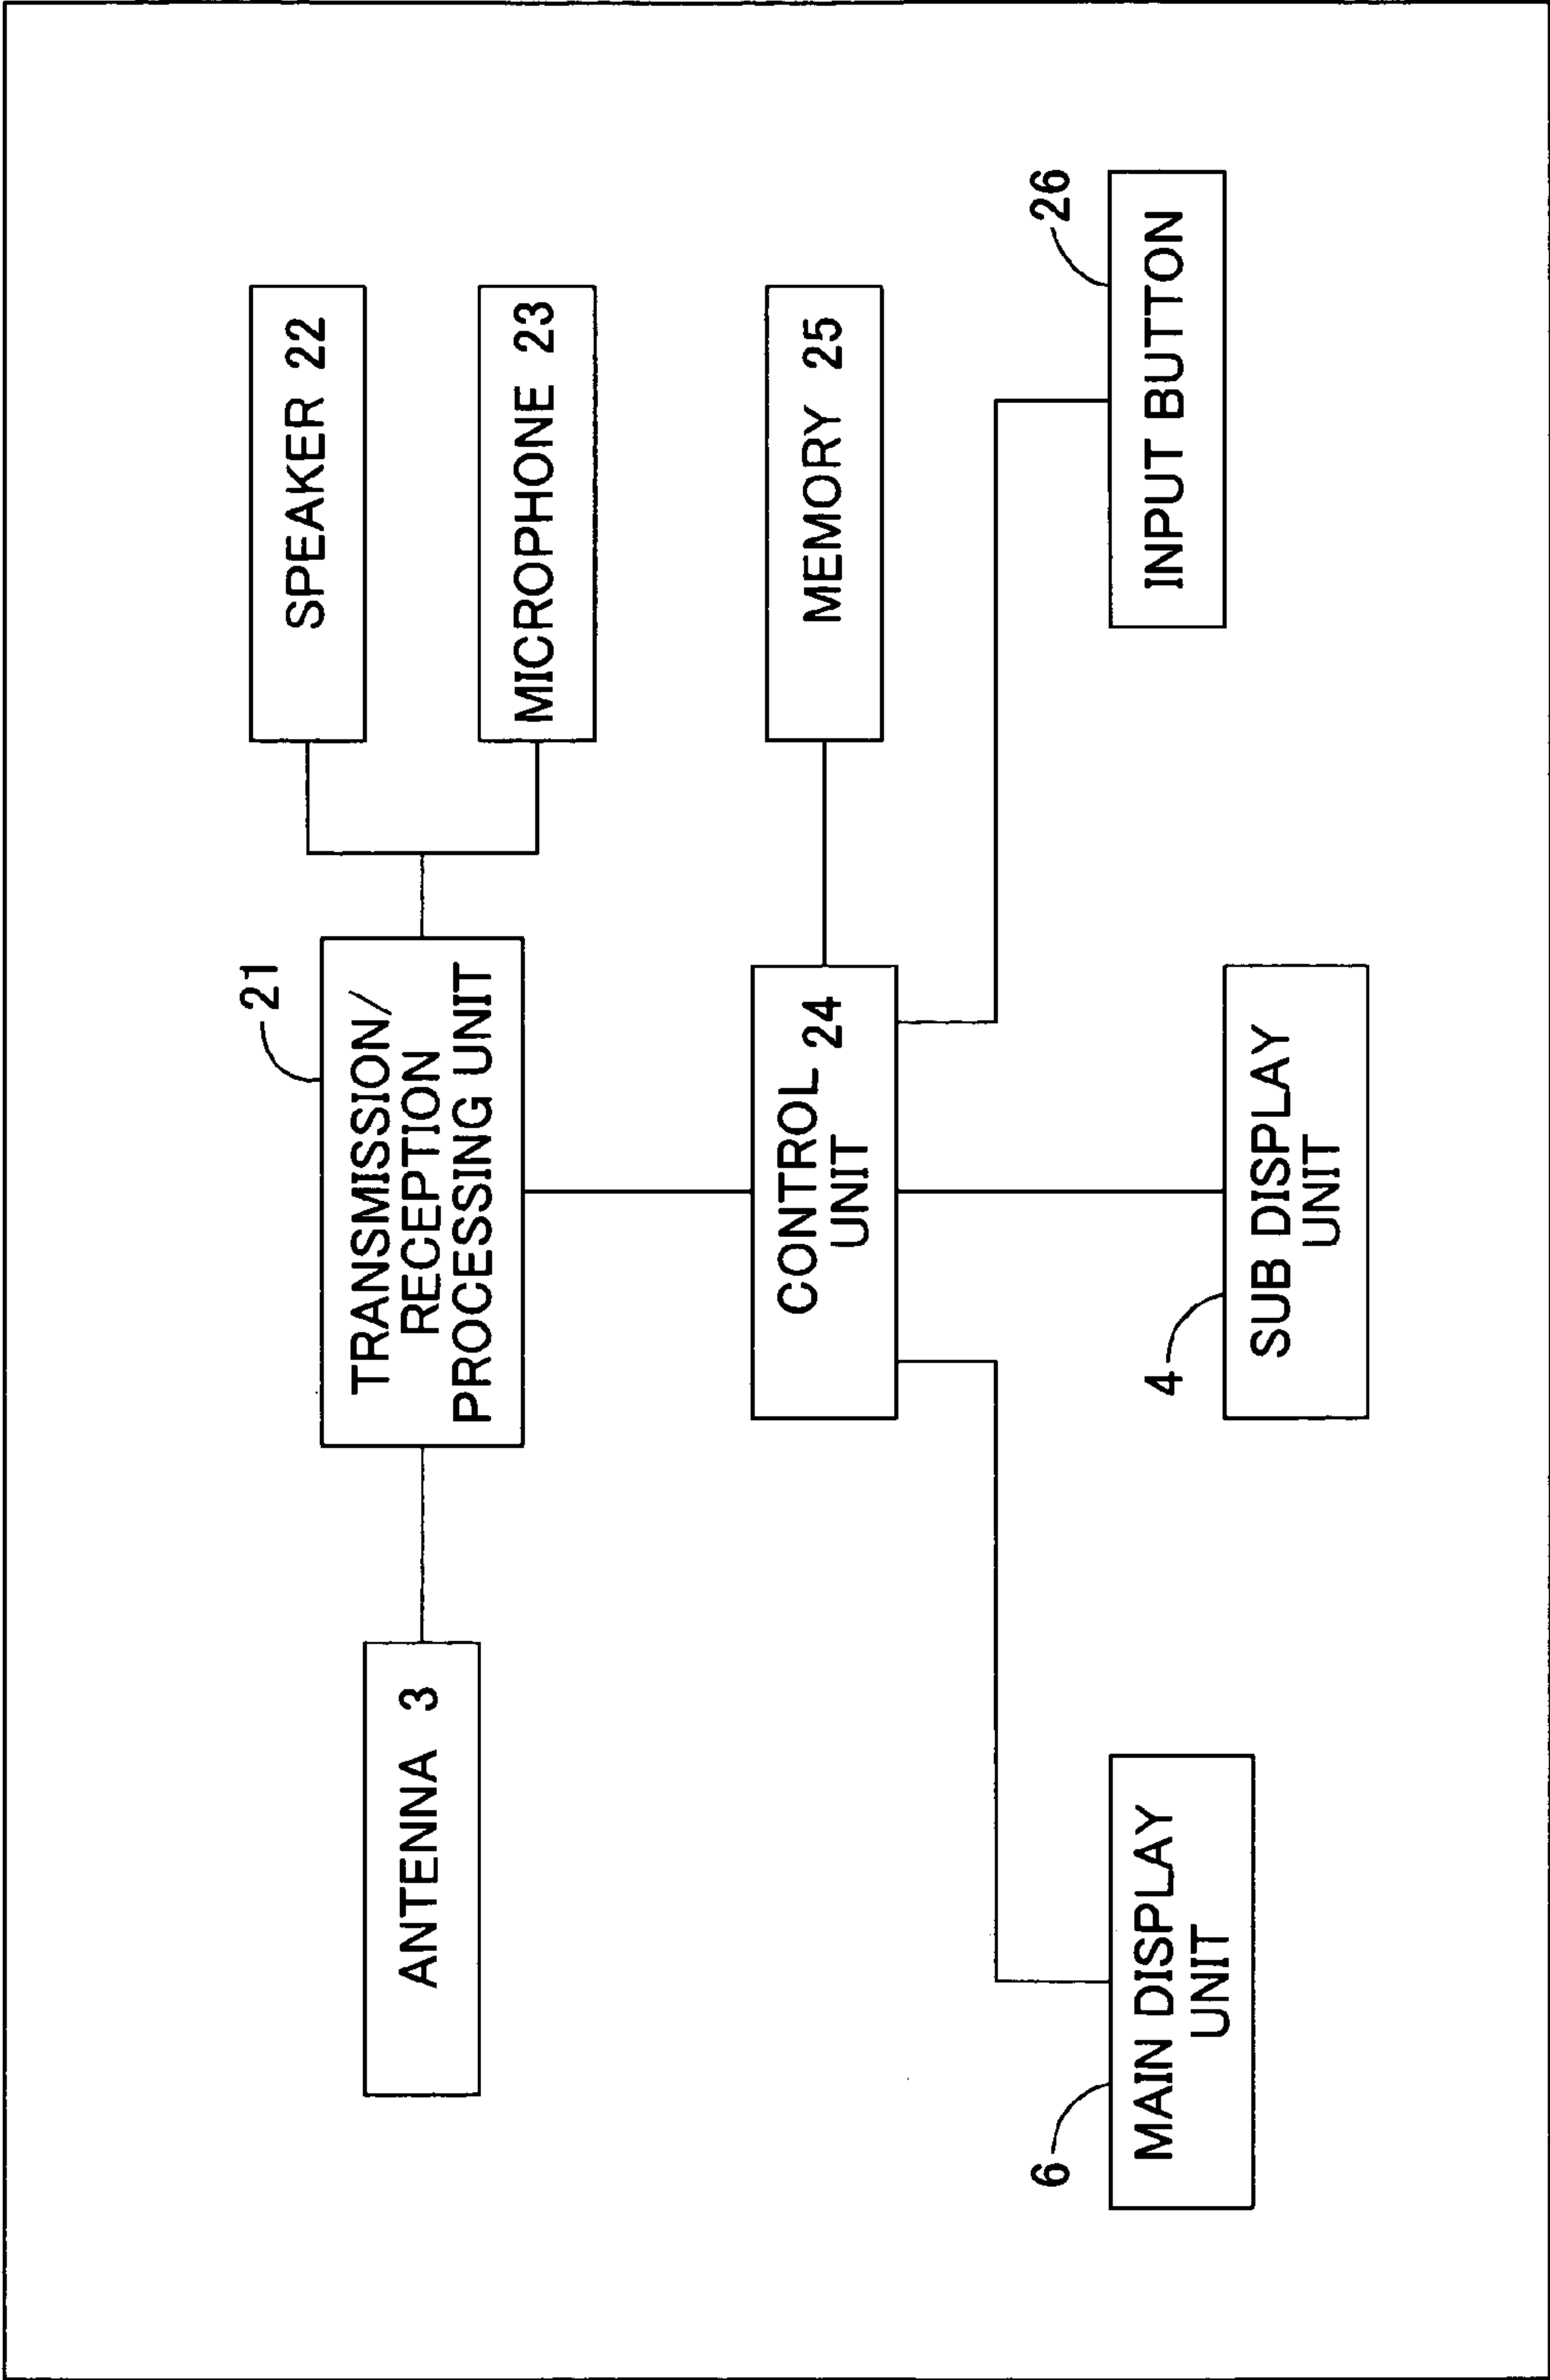 21
SPEAKER 22
ANTENNA 3
TRANSMISSION/
RECEPTION
PROCESSING UNIT
MICROPHONE 23
CONTROL 24
UNIT
MEMORY 25
6
26
MAIN DISPLAY
UNIT
INPUT BUTTON
4
SUB DISPLAY
UNIT